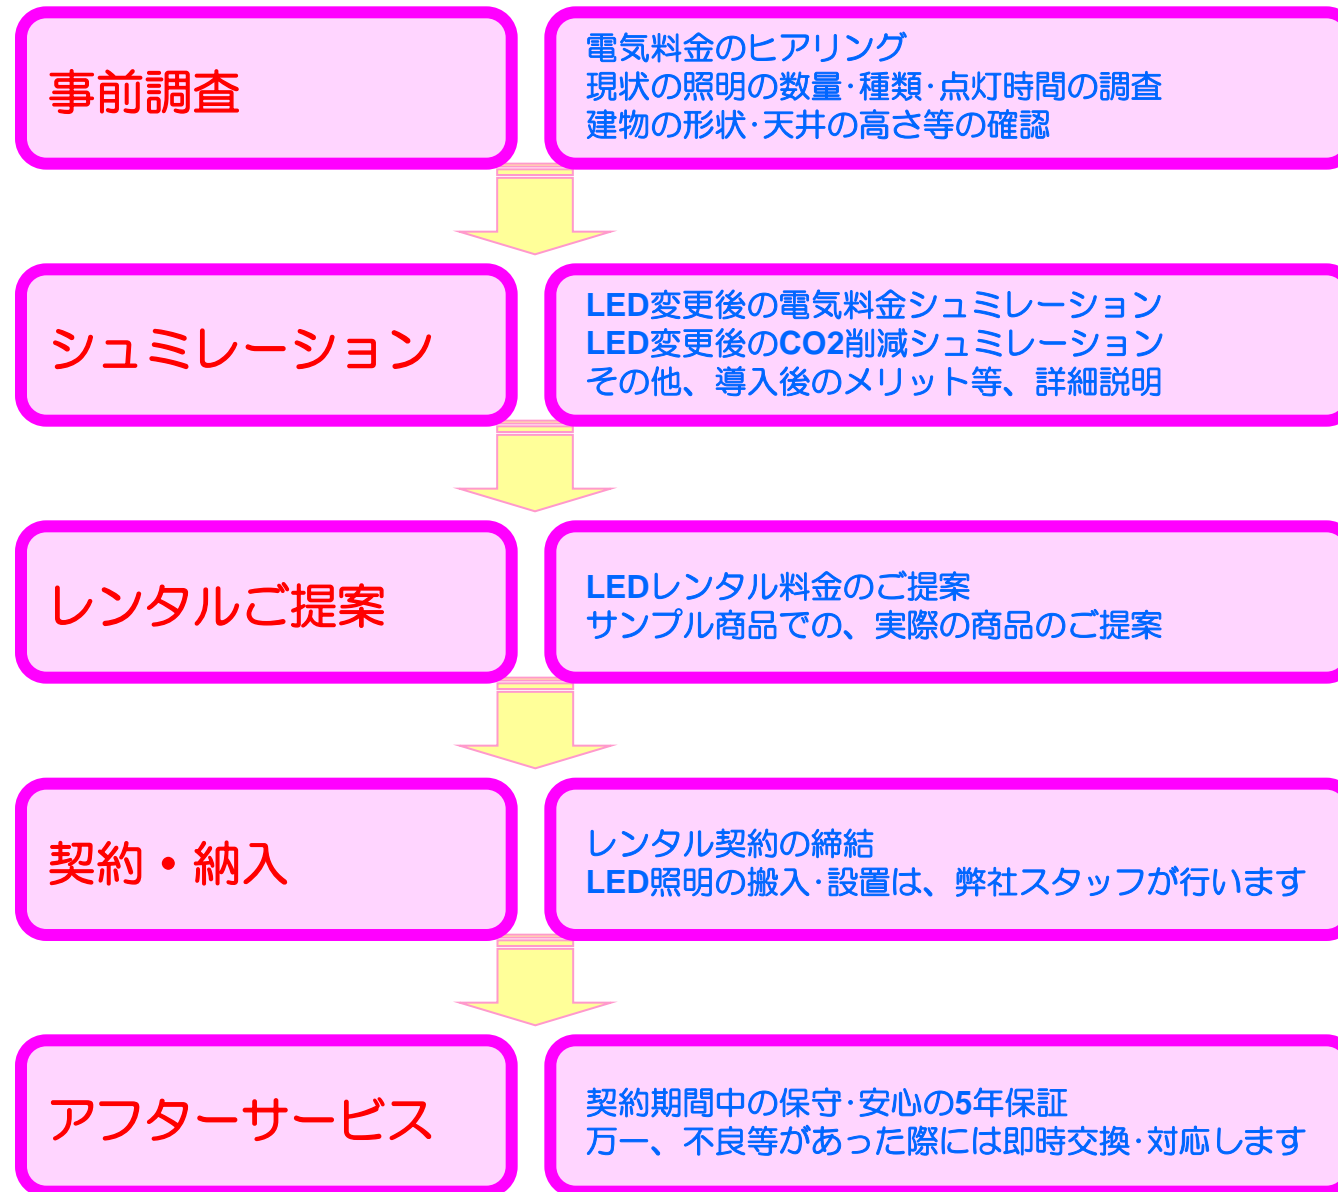 事前調査
電気料金のヒアリング
現状の照明の数量･種類･点灯時間の調査
建物の形状･天井の高さ等の確認
シュミレーション
LED変更後の電気料金シュミレーション
LED変更後のCO2削減シュミレーション
その他、導入後のメリット等、詳細説明
レンタルご提案
LEDレンタル料金のご提案
サンプル商品での、実際の商品のご提案
契約・納入
レンタル契約の締結
LED照明の搬入･設置は、弊社スタッフが行います
アフターサービス
契約期間中の保守･安心の5年保証
万一、不良等があった際には即時交換･対応します